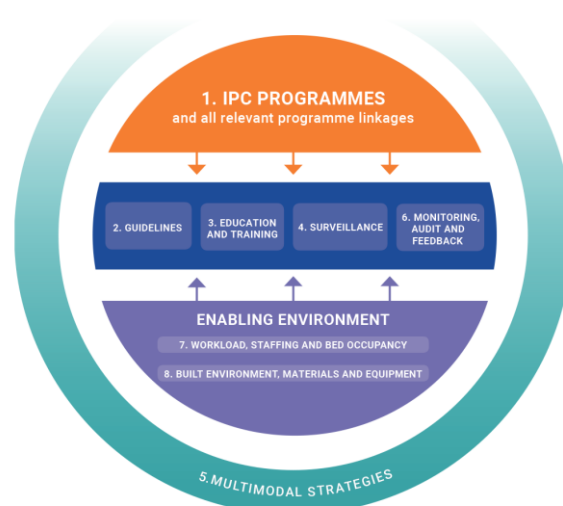 1. IPC PROGRAMMES
and all relevant programme linkages
2. GUIDELINES
3. EDUCATION
AND TRAINING
4. SURVEILLANCE
6. MONITORING,
AUDIT AND
FEEDBACK
ENABLING ENVIRONMENT
7. WORKLOAD, STAFFING AND BED OCCUPANCY
8. BUILT ENVIRONMENT, MATERIALS AND EQUIPMENT
5.MULTIMODAL STRATEGIES